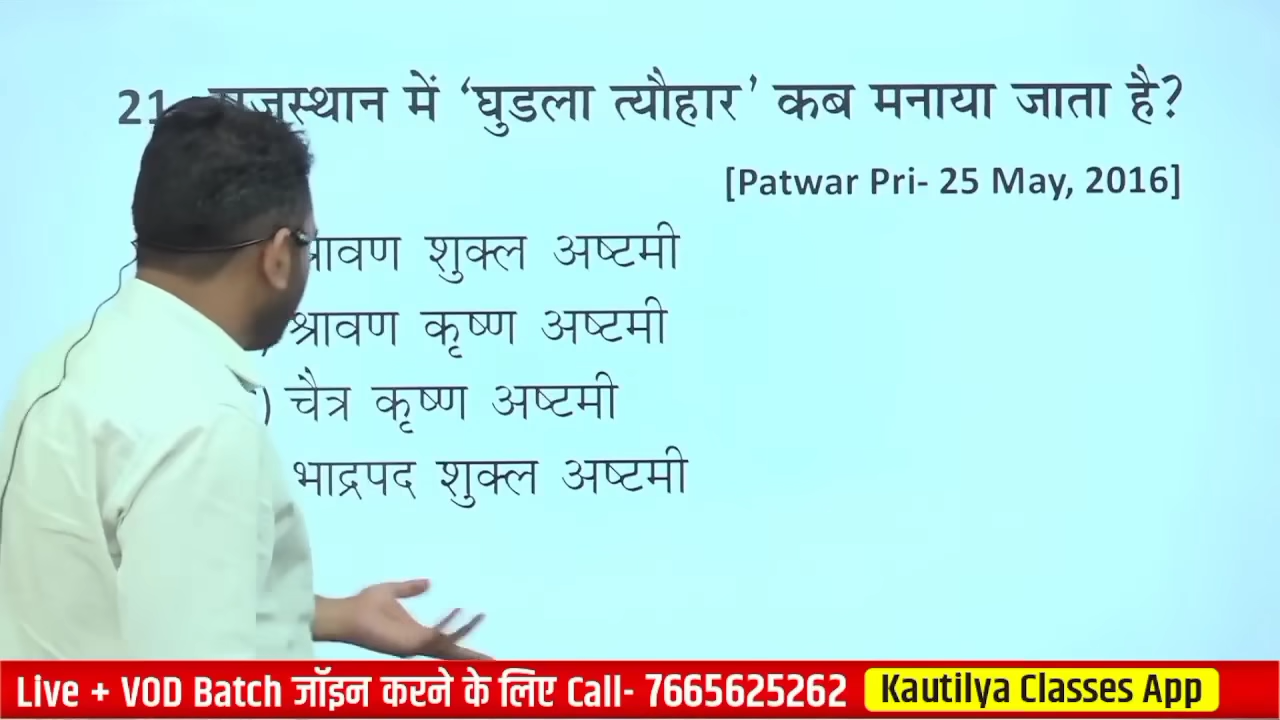 21. राजस्थान में ‘घुडला त्यौहार’ कब मनाया जाता है?
[Patwar Pri- 25 May, 2016]
श्रावण शुक्ल अष्टमी
) श्रावण कृष्ण अष्टमी
) चैत्र कृष्ण अष्टमी
भाद्रपद शुक्ल अष्टमी
Live + VOD Batch जॉइन करने के लिए Call- 7665625262 Kautilya Classes App